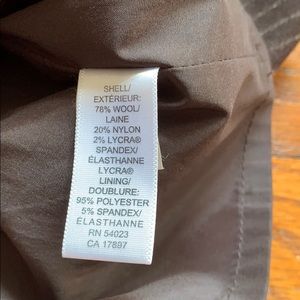 SHELL/
EXTÉRIEUR:
78% WOOL/
LAINE
20% NYLON
2% LYCRA®
SPANDEX/
ÉLASTHANNE
LYCRA®
LINING/
DOUBLURE:
95% POLYESTER
5% SPANDEX/
ÉLASTHANNE
RN 54023
CA 17897